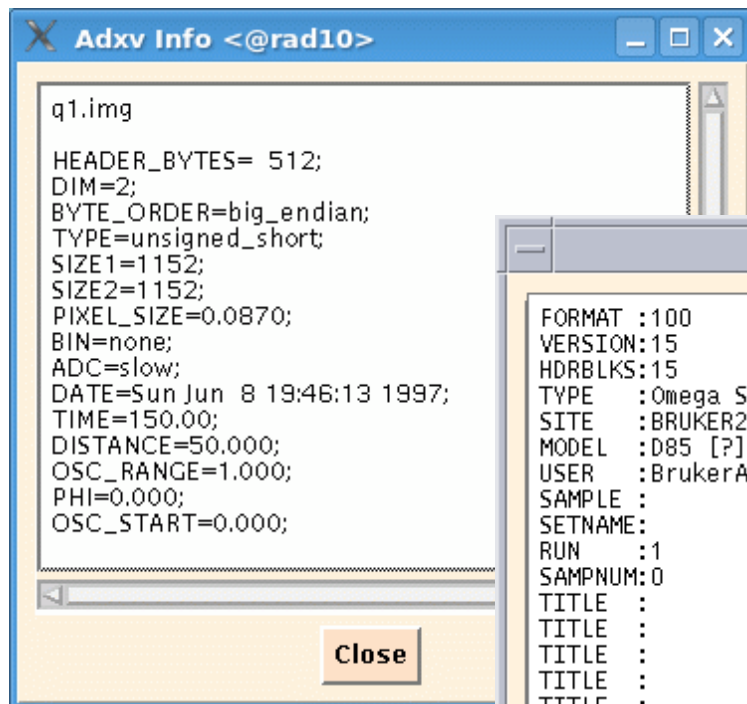 Adxv Info <@rad10>
q1.img
HEADER_BYTES= 512;
DIM=2;
BYTE_ORDER=big_endian;
TYPE=unsigned_short;
SIZE1=1152;
SIZE2=1152;
PIXEL_SIZE=0.0870;
BIN=none;
ADC=slow;
DATE=Sun Jun  8 19:46:13 1997;
TIME=150.00;
DISTANCE=50.000;
OSC_RANGE=1.000;
PHI=0.000;
OSC_START=0.000;
Close
FORMAT :100
VERSION:15
HDRBLKS:15
TYPE   :Omega S
SITE   :BRUKER2
MODEL  :D85 [?]
USER   :BrukerA
SAMPLE :
SETNAME:
RUN    :1
SAMPNUM:0
TITLE  :
TITLE  :
TITLE  :
TITLE  :
TITLE  :